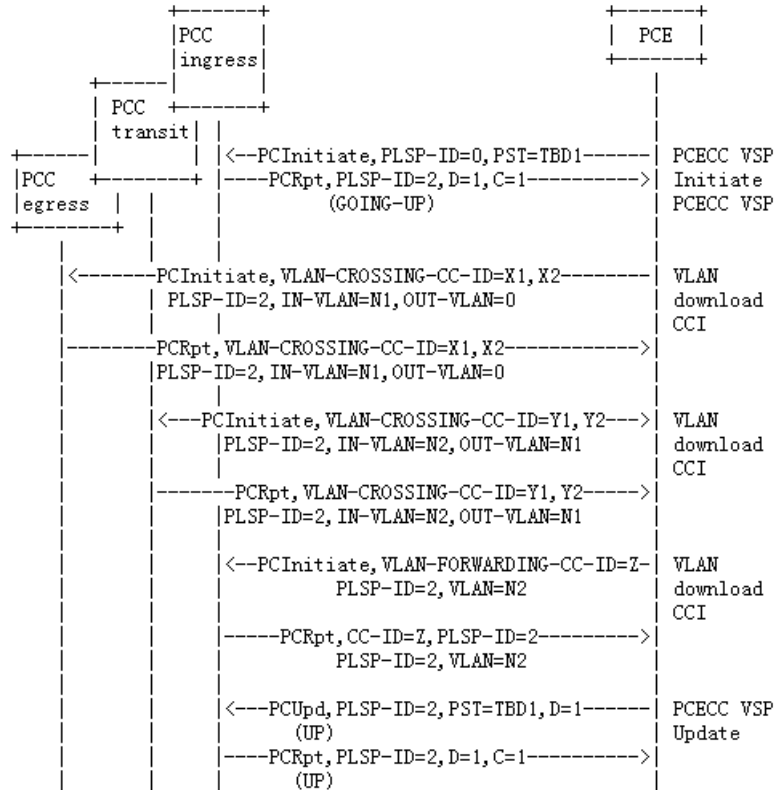 +-------+                              +-------+
                 |PCC    |                              |  PCE  |
                 |ingress|                              +-------+
          +------|       |                                  |
          | PCC  +-------+                                  |
          | transit|    |                                   |
+------|        |    |<--PCInitiate,PLSP-ID=0,PST=TBD1------|  PCECC VSP
|PCC   +--------+    |----PCRpt,PLSP-ID=2,D=1,C=1---------->|  Initiate
|egress  |    |      |       (GOING-UP)                     |  PCECC VSP
+--------+    |      |                                      |
    |         |      |                                      |
    |<-------PCInitiate,VLAN-CROSSING-CC-ID=X1,X2--------|  VLAN
    |         PLSP-ID=2,IN-VLAN=N1,OUT-VLAN=0            |  download
    |         |      |                                      |  CCI
    |--------PCRpt,VLAN-CROSSING-CC-ID=X1,X2------------>|
    |        |PLSP-ID=2,IN-VLAN=N1,OUT-VLAN=0            |
    |         |      |                                      |
    |        |<---PCInitiate,VLAN-CROSSING-CC-ID=Y1,Y2--->|  VLAN
    |        |     |PLSP-ID=2,IN-VLAN=N2,OUT-VLAN=N1     |  download
    |         |      |                                      |  CCI
    |        |-------PCRpt,VLAN-CROSSING-CC-ID=Y1,Y2----->|
    |        |     |PLSP-ID=2,IN-VLAN=N2,OUT-VLAN=N1     |
    |         |      |                                      |
    |        |     |<--PCInitiate,VLAN-FORWARDING-CC-ID=Z-|  VLAN
    |        |     |          PLSP-ID=2,VLAN=N2           |  download
    |         |      |                                      |  CCI
    |        |     |-----PCRpt,CC-ID=Z,PLSP-ID=2--------->|
    |        |     |          PLSP-ID=2,VLAN=N2           |
    |         |      |                                      |
    |        |     |<---PCUpd,PLSP-ID=2,PST=TBD1,D=1------|  PCECC VSP
    |        |     |      (UP)                            |  Update
    |        |     |----PCRpt,PLSP-ID=2,D=1,C=1---------->|
    |        |     |      (UP)                            |